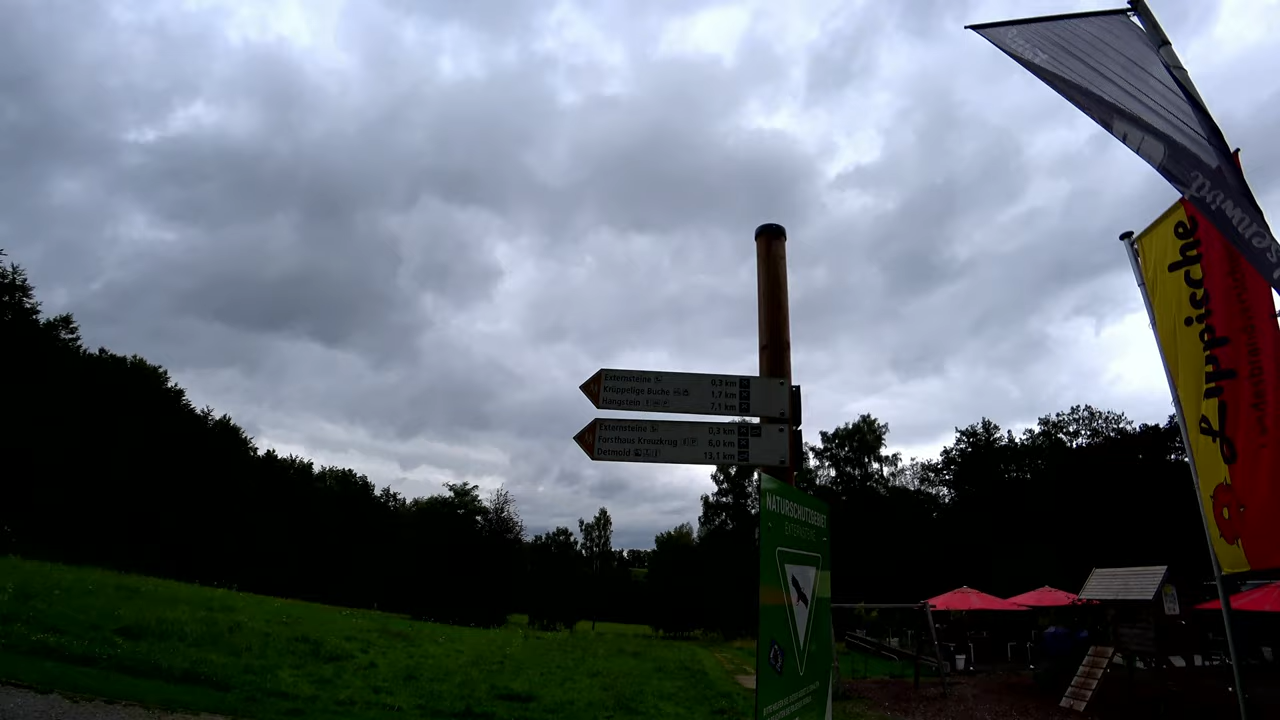 Externsteine 0,3 km
Knüppelige Buche 1,7 km
Hangstein 7,1 km
Externsteine 0,3 km
Forsthaus Kreuzkrug 6,0 km
Detmold 13,1 km
NATURSCHUTZGEBIET
EXTERNSTEINE
Lippische